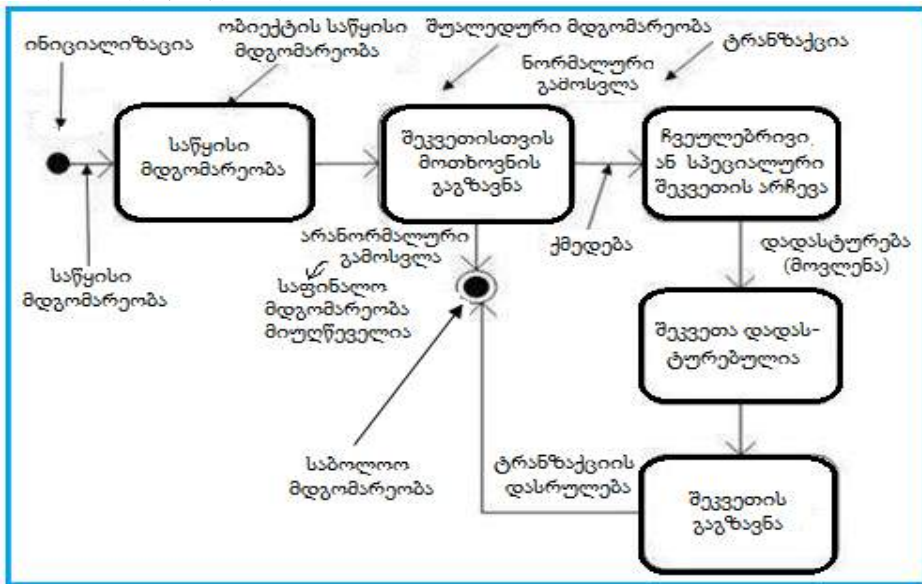 ინიციალიზაცია
ობიექტის საწყისი
მდგომარეობა
შუალედური მდგომარეობა
ტრანზაქცია
ნორმალური
გამოსვლა
საწყისი
მდგომარეობა
შეკვეთისთვის
მოთხოვნის
გაგზავნა
ჩვეულებრივი
ან სპეციალური
შეკვეთის არჩევა
საწყისი
მდგომარეობა
არანორმალური
გამოსვლა
საფინალო
მდგომარეობა
მიუღწეველია
ქმედება
დადასტურება
(მოვლენა)
შეკვეთა დადას-
ტურებულია
საბოლოო
მდგომარეობა
ტრანზაქციის
დასრულება
შეკვეთის
გაგზავნა